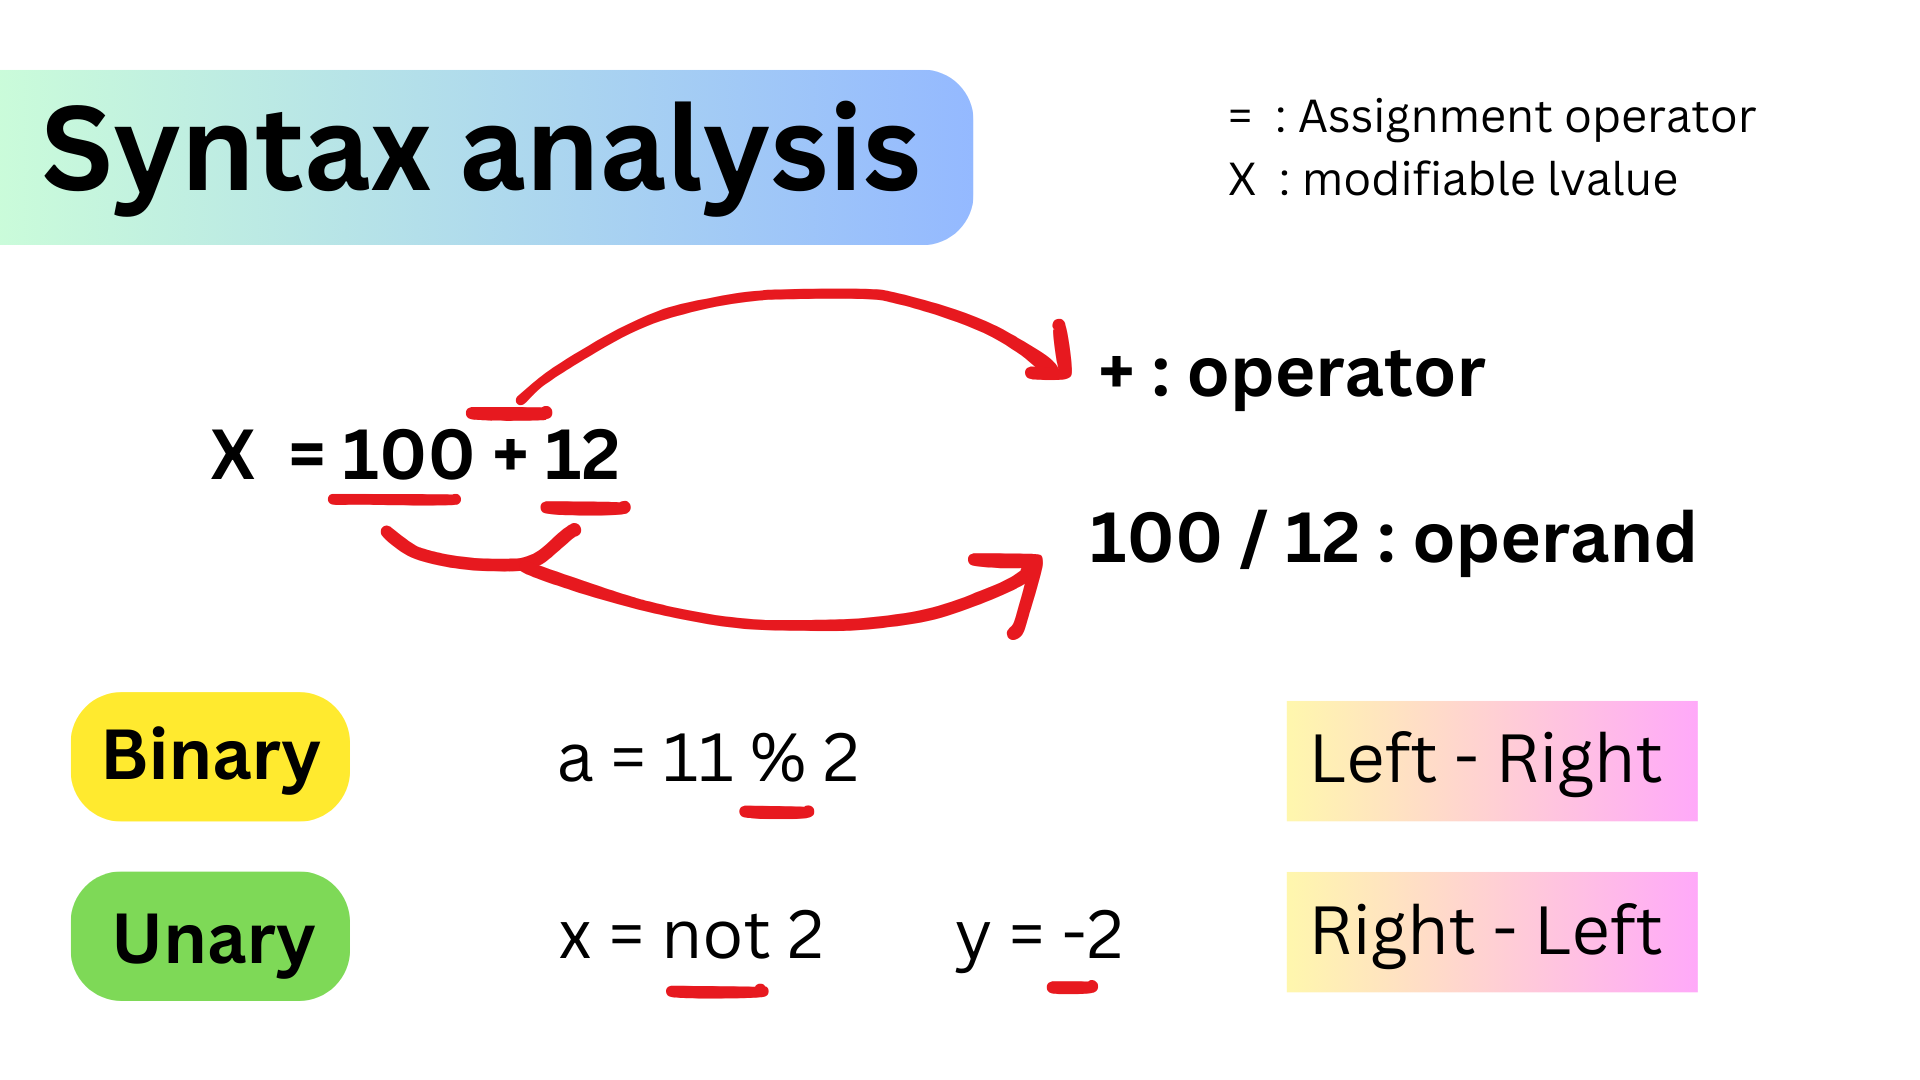 Syntax analysis
= : Assignment operator
X : modifiable lvalue
+ : operator
X = 100 + 12
100 / 12 : operand
Binary
a = 11 % 2
Left - Right
Unary
x = not 2
y = -2
Right - Left